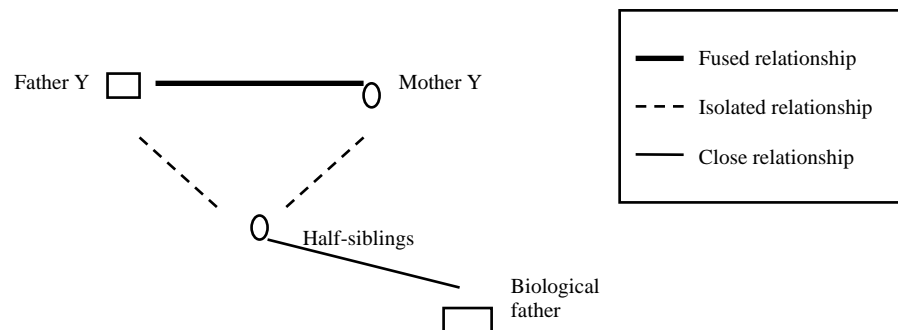 Father Y
Mother Y
Fused relationship
Isolated relationship
Close relationship
Half-siblings
Biological
father